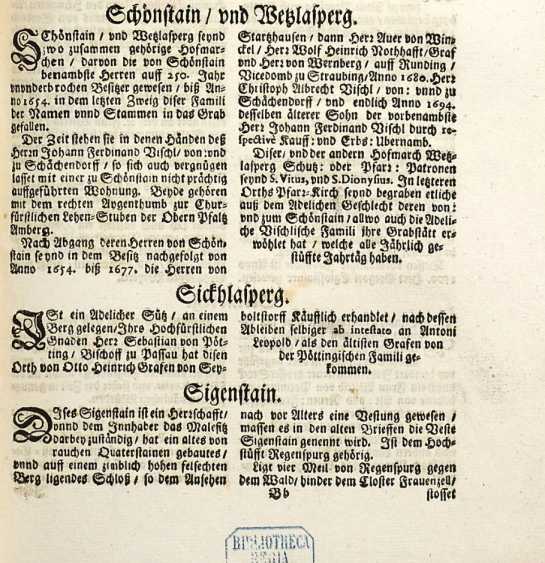 Schönstain / vnd Wetzlasperg.
SChönstain / vnd Wetzlasperg seynd
zwo zusammen gehörige Hofmar-
chen / darvon die von Schönstain
benambste Herren auff 250. Jahr
vnvnderbrochen Besitzer gewesen / biß An-
no 1654. in dem letzten Zweig diser Famili
der Namen vnnd Stammen in das Grab
gefallen.
Der Zeit stehen sie in denen Händen deß
Herrn Johann Ferdinand Vischl / von: vnd
zu Schächendorff / so sich auch vergnügen
lasset mit einer zu Schönstain nicht prächtig
auffgeführten Wohnung. Beyde gehören
mit dem rechten Aygenthumb zur Chur-
fürstlichen Lehen-Stuben der Obern Pfaltz
Amberg.
Nach Abgang deren Herren von Schön-
stain seynd in dem Besitz nachgefolgt von
Anno 1654. biß 1677. die Herren von
Startzhausen / dann Herr Auer von Win-
ckel / Herr Wolf Heinrich Nothhafft / Graf
vnd Herr von Wernberg / auff Runding /
Vicedomb zu Straubing / Anno 1680. Herr
Christoph Albrecht Vischl / von: vnnd zu
Schächendorff / vnd endlich Anno 1694.
desselben älterer Sohn der vorbenambste
Herr Johann Ferdinand Vischl durch re-
spectivè Kauff: vnd Erbs: Ubernamb.
Diser / vnd der andern Hofmarch Wetz-
lasperg Schutz: oder Pfarr: Patronen
seynd S. Vitus, vnd S. Dionysius. In letzteren
Orths Pfarr-Kirch seynd begraben etliche
auß dem Adelichen Geschlecht deren von:
vnd zum Schönstain / allwo auch die Adeli-
che Vischlische Famili ihre Grabstätt er-
wöhlet hat / welche alle Jährlich ge-
stüffte Jahrtäg haben.
Sickhlasperg.
ISt ein Adelicher Sütz / an einem
Berg gelegen / Ihro Hochfürstlichen
Gnaden Herr Sebastian von Pöt-
ting / Bischoff zu Passau hat disen
Orth von Otto Heinrich Grafen von Sey-
boltstorff Käufflich erhandlet / nach dessen
Ableiben selbiger ab intestato an Antoni
Leopold / als den ältisten Grafen von
der Pöttingischen Famili ge-
kommen.
Sigenstain.
DIses Sigenstain ist ein Herrschafft /
vnnd dem Innhaber das Malefitz
darbey zuständig / hat ein altes von
rauchen Quaterstainen gebautes /
vnnd auff einem zimblich hohen felsechten
Berg ligendes Schloß / so dem Ansehen
nach vor Alters eine Vestung gewesen /
massen es in den alten Brieffen die Veste
Sigenstain genennt wird. Ist dem Hoch-
stüfft Regenspurg gehörig.
Ligt vier Meil von Regenspurg gegen
dem Wald / hinder dem Closter Frauenzell /
Bb stosset
BIBLIOTHECA
REGIA